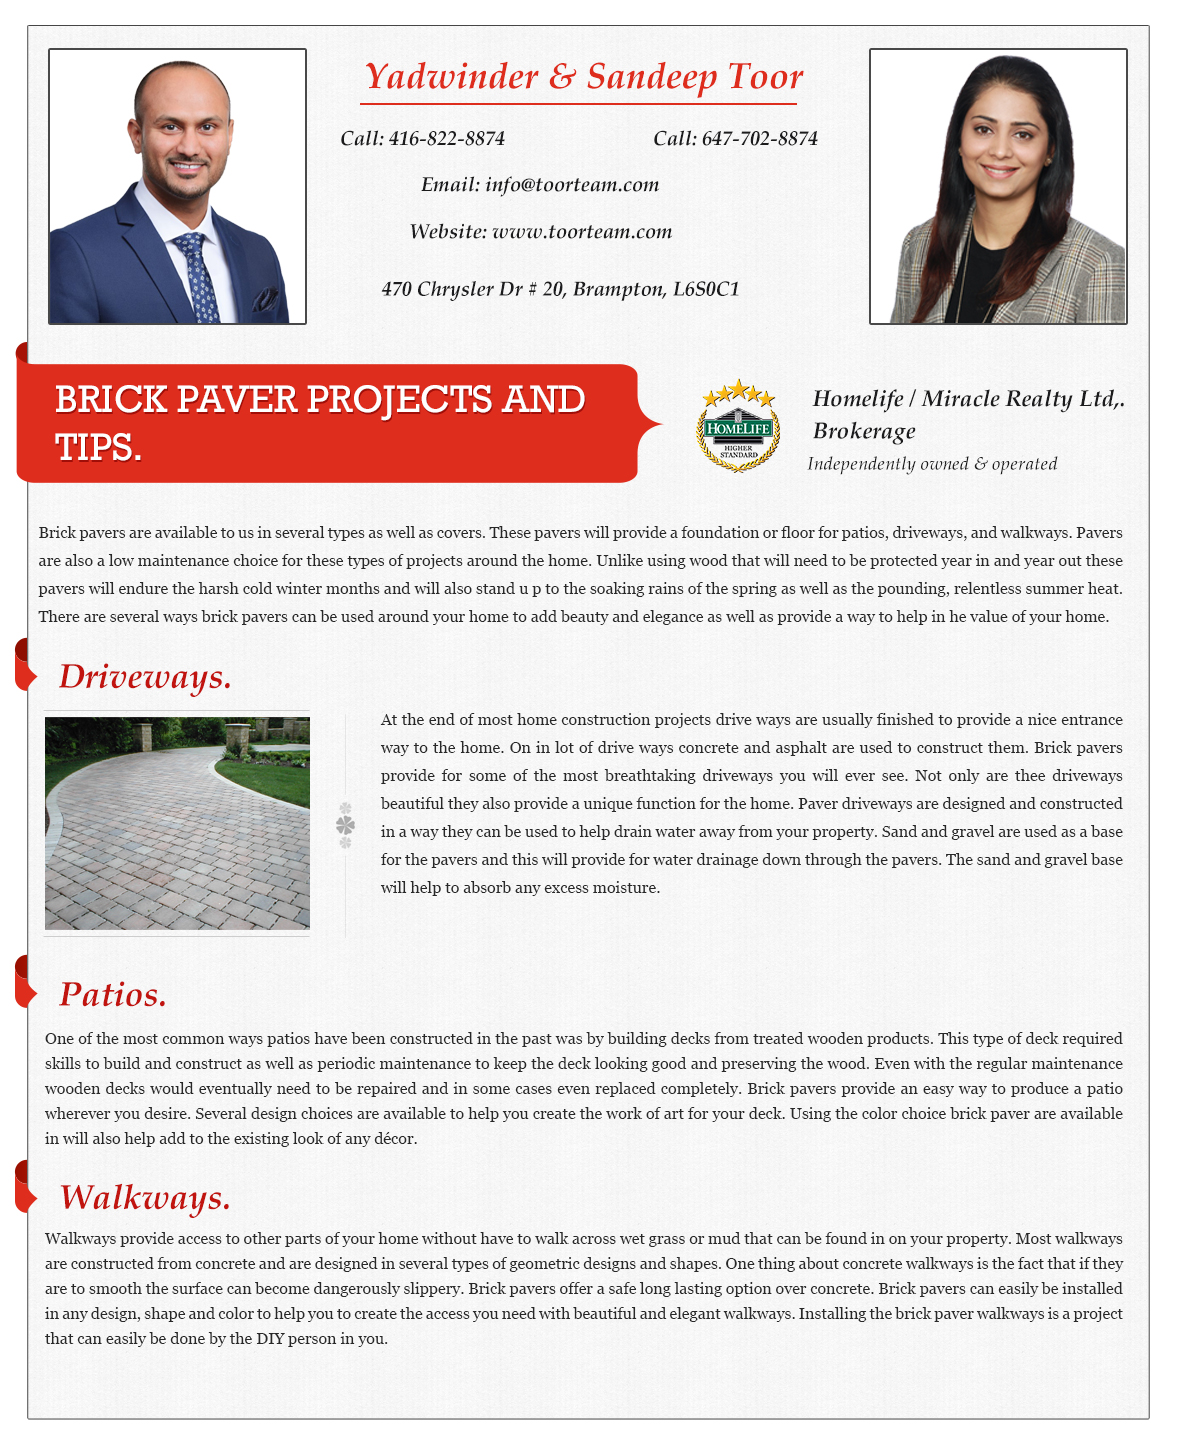 Yadwinder & Sandeep Toor
Call: 416-822-8874
Call: 647-702-8874
Email: info@toorteam.com
Website: www.toorteam.com
470 Chrysler Dr # 20, Brampton, L6S0C1
BRICK PAVER PROJECTS AND
TIPS.
HOMELIFE
HIGHER
STANDARD
Homelife / Miracle Realty Ltd,.
Brokerage
Independently owned & operated
Brick pavers are available to us in several types as well as covers. These pavers will provide a foundation or floor for patios, driveways, and walkways. Pavers
are also a low maintenance choice for these types of projects around the home. Unlike using wood that will need to be protected year in and year out these
pavers will endure the harsh cold winter months and will also stand u p to the soaking rains of the spring as well as the pounding, relentless summer heat.
There are several ways brick pavers can be used around your home to add beauty and elegance as well as provide a way to help in he value of your home.
Driveways.
At the end of most home construction projects drive ways are usually finished to provide a nice entrance
way to the home. On in lot of drive ways concrete and asphalt are used to construct them. Brick pavers
provide for some of the most breathtaking driveways you will ever see. Not only are thee driveways
beautiful they also provide a unique function for the home. Paver driveways are designed and constructed
in a way they can be used to help drain water away from your property. Sand and gravel are used as a base
for the pavers and this will provide for water drainage down through the pavers. The sand and gravel base
will help to absorb any excess moisture.
Patios.
One of the most common ways patios have been constructed in the past was by building decks from treated wooden products. This type of deck required
skills to build and construct as well as periodic maintenance to keep the deck looking good and preserving the wood. Even with the regular maintenance
wooden decks would eventually need to be repaired and in some cases even replaced completely. Brick pavers provide an easy way to produce a patio
wherever you desire. Several design choices are available to help you create the work of art for your deck. Using the color choice brick paver are available
in will also help add to the existing look of any décor.
Walkways.
Walkways provide access to other parts of your home without have to walk across wet grass or mud that can be found in on your property. Most walkways
are constructed from concrete and are designed in several types of geometric designs and shapes. One thing about concrete walkways is the fact that if they
are to smooth the surface can become dangerously slippery. Brick pavers offer a safe long lasting option over concrete. Brick pavers can easily be installed
in any design, shape and color to help you to create the access you need with beautiful and elegant walkways. Installing the brick paver walkways is a project
that can easily be done by the DIY person in you.